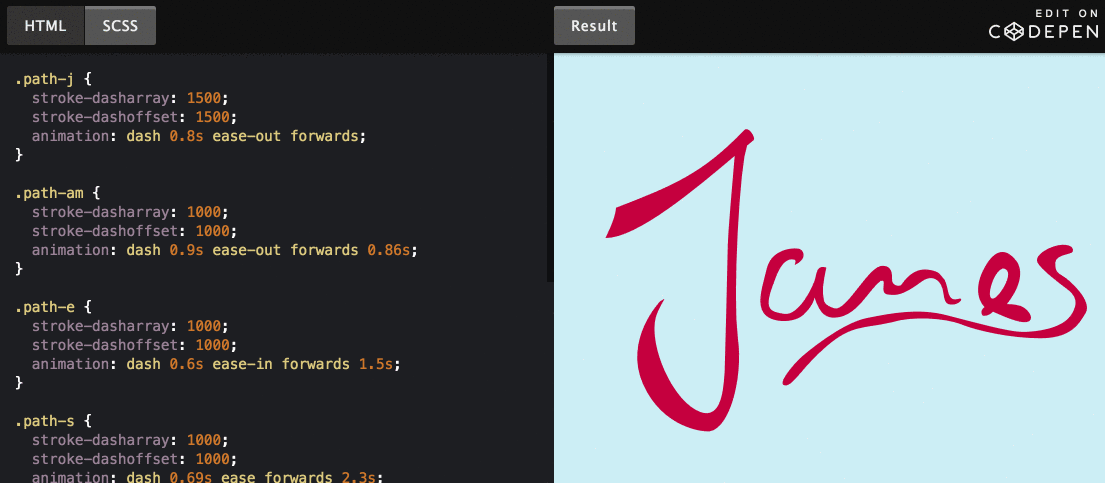 HTML SCSS Result EDIT ON
CODEPEN
.path-j {
stroke-dasharray: 1500;
stroke-dashoffset: 1500;
animation: dash 0.8s ease-out forwards;
}
.path-am {
stroke-dasharray: 1000;
stroke-dashoffset: 1000;
animation: dash 0.9s ease-out forwards 0.86s;
}
.path-e {
stroke-dasharray: 1000;
stroke-dashoffset: 1000;
animation: dash 0.6s ease-in forwards 1.5s;
}
.path-s {
stroke-dasharray: 1000;
stroke-dashoffset: 1000;
animation: dash 0.69s ease forwards 2.3s;
James